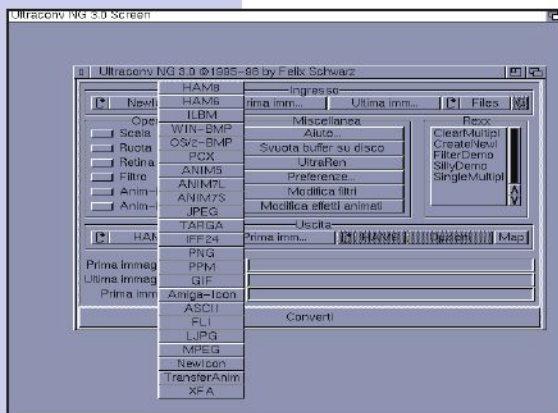 Ultraconv NG 3.0 Screen
Ultraconv NG 3.0 ©1995-96 by Felix Schwarz
Ingresso
NewI
rima imm...
Ultima imm...
Files
Ope
Scala
Ruota
Retina
Filtro
Anim-
Anim-
Miscellanea
Aiuto...
Svuota buffer su disco
UltraRen
Preferenze...
Modifica filtri
Modifica effetti animati
Rexx
ClearMultipl
CreateNewI
FilterDemo
SillyDemo
SingleMultipl
Uscita
HAM
Prima imm...
Map
Prima immag
Ultima immag
Prima imm
Converti
HAM8
HAM6
ILBM
WIN-BMP
OS/2-BMP
PCX
ANIM5
ANIM7L
ANIM7S
JPEG
TARGA
IFF24
PNG
PPM
GIF
Amiga-Icon
ASCII
FLI
LJPG
MPEG
NewIcon
TransferAnim
XFA